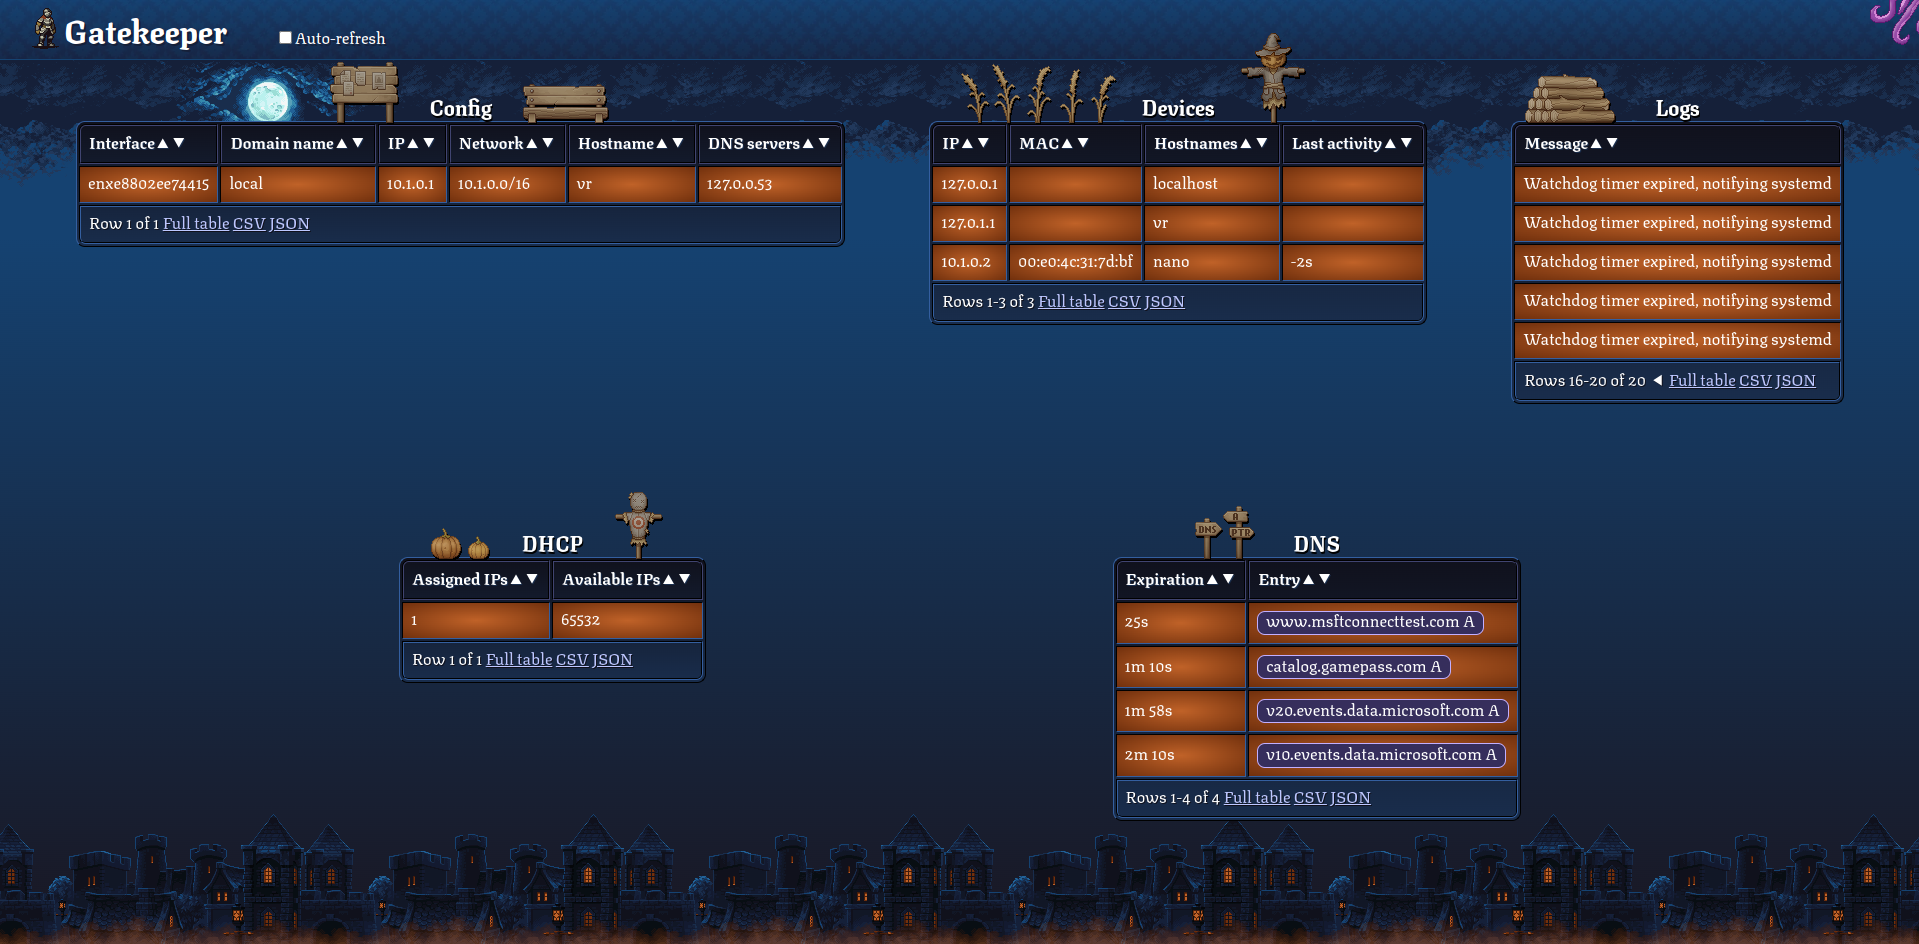 Gatekeeper
Auto-refresh
Config
Interface▲▼ Domain name▲▼ IP▲▼ Network▲▼ Hostname▲▼ DNS servers▲▼
enxe8802ee74415 local 10.1.0.1 10.1.0.0/16 vr 127.0.0.53
Row 1 of 1 Full table CSV JSON
Devices
IP▲▼ MAC▲▼ Hostnames▲▼ Last activity▲▼
127.0.0.1 localhost
127.0.1.1 vr
10.1.0.2 00:e0:4c:31:7d:bf nano -2s
Rows 1-3 of 3 Full table CSV JSON
Logs
Message▲▼
Watchdog timer expired, notifying systemd
Watchdog timer expired, notifying systemd
Watchdog timer expired, notifying systemd
Watchdog timer expired, notifying systemd
Watchdog timer expired, notifying systemd
Rows 16-20 of 20 ◀ Full table CSV JSON
DHCP
Assigned IPs▲▼ Available IPs▲▼
1 65532
Row 1 of 1 Full table CSV JSON
DNS
A
PTR
DNS
Expiration▲▼ Entry▲▼
25s www.msftconnecttest.com A
1m 10s catalog.gamepass.com A
1m 58s v20.events.data.microsoft.com A
2m 10s v10.events.data.microsoft.com A
Rows 1-4 of 4 Full table CSV JSON